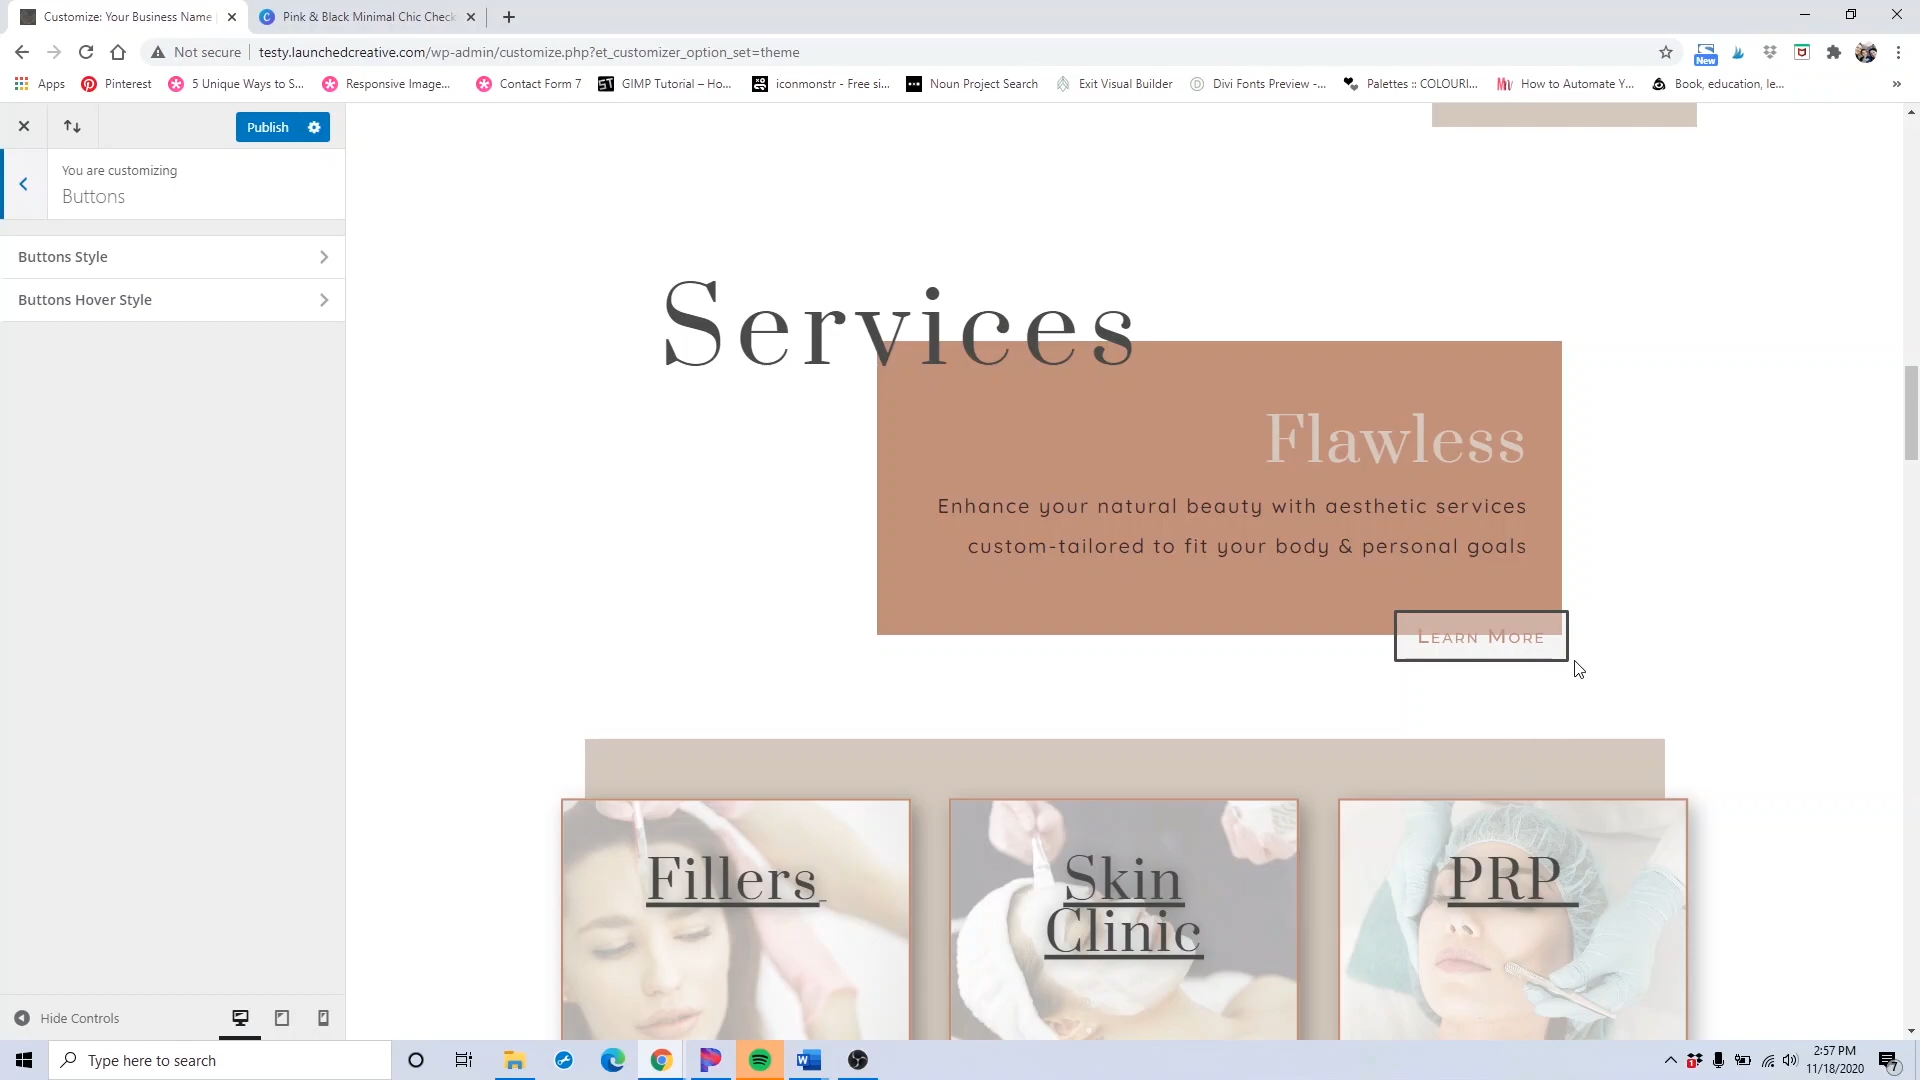 Customize: Your Business Name
Pink & Black Minimal Chic Check
Not secure
testy.launchedcreative.com/wp-admin/customize.php?et_customizer_option_set=theme
New
Apps
Pinterest
5 Unique Ways to S...
Responsive Image...
Contact Form 7
GIMP Tutorial – Ho...
iconmonstr - Free si...
Noun Project Search
Exit Visual Builder
Divi Fonts Preview -...
Palettes :: COLOURI...
How to Automate Y...
Book, education, le...
Publish
You are customizing
Buttons
Buttons Style
Buttons Hover Style
Services
Flawless
Enhance your natural beauty with aesthetic services
custom-tailored to fit your body & personal goals
Learn More
Fillers
Skin
Clinic
PRP
Hide Controls
Type here to search
2:57 PM
11/18/2020
7